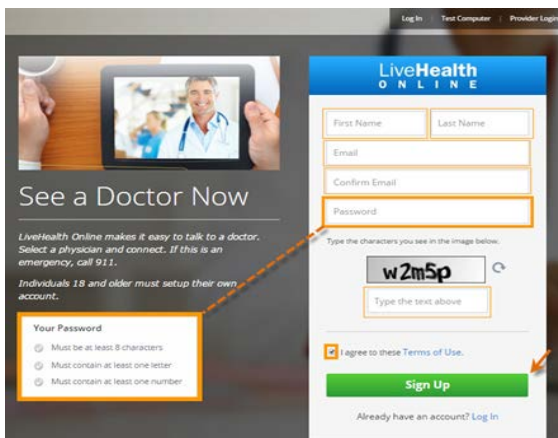 Log In | Test Computer | Provider Login
LiveHealth
ONLINE
First Name
Last Name
Email
Confirm Email
Password
Type the characters you see in the image below.
w2m5p
Type the text above
I agree to these Terms of Use.
Sign Up
Already have an account? Log In
See a Doctor Now
LiveHealth Online makes it easy to talk to a doctor.
Select a physician and connect. If this is an
emergency, call 911.
Individuals 18 and older must setup their own
account.
Your Password
Must be at least 8 characters
Must contain at least one letter
Must contain at least one number